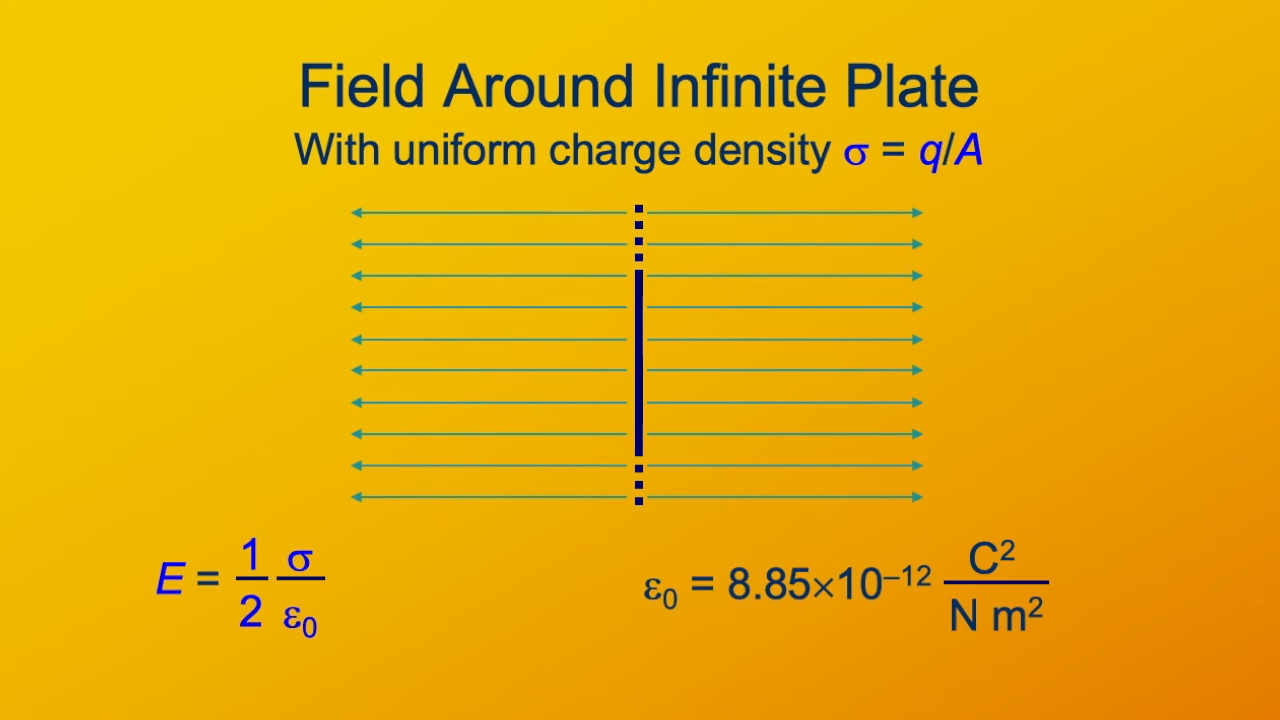 Field Around Infinite Plate
With uniform charge density σ = q/A
E = 1/2 σ/ε₀
ε₀ = 8.85×10⁻¹² C²/N m²